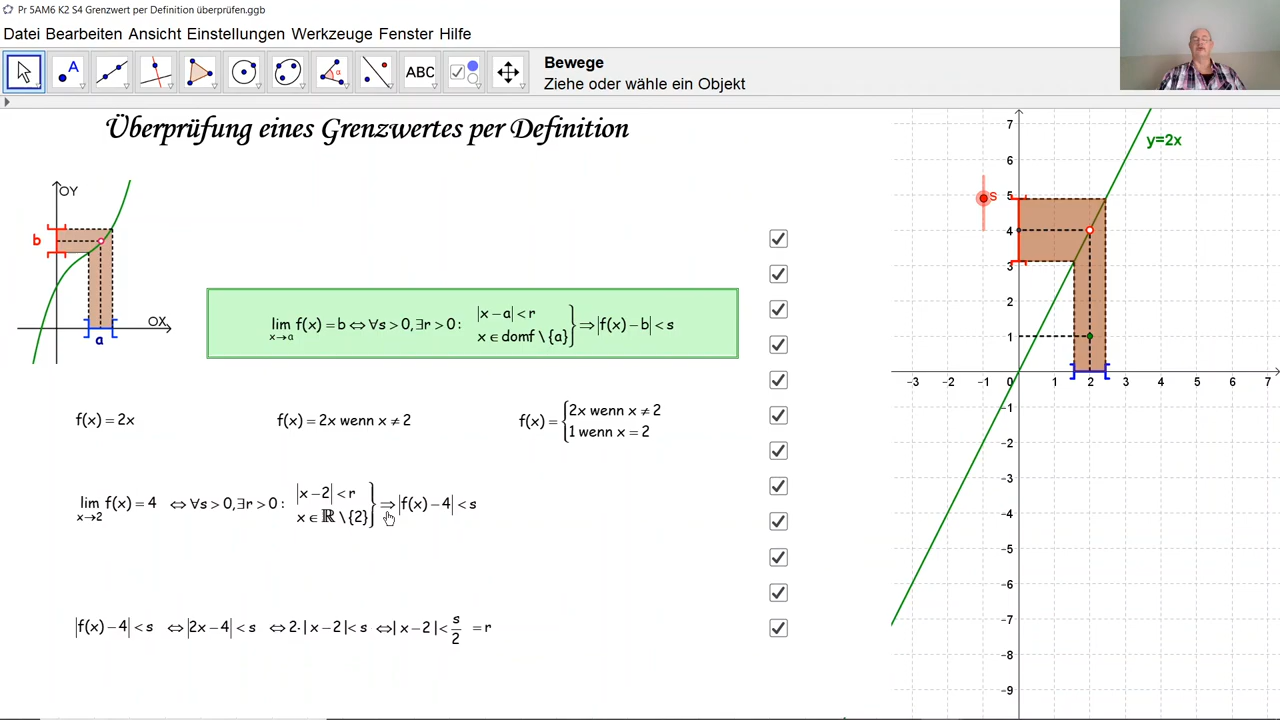 Pr 5AM6 K2 S4 Grenzwert per Definition überprüfen.ggb
Datei Bearbeiten Ansicht Einstellungen Werkzeuge Fenster Hilfe
A
α
ABC
Bewege
Ziehe oder wähle ein Objekt
Überprüfung eines Grenzwertes per Definition
OY
b
OX
a
lim x→a f(x) = b ⇔ ∀s > 0, ∃r > 0 : |x − a| < r
x ∈ domf \ {a} } ⇒ |f(x) − b| < s
f(x) = 2x
f(x) = 2x wenn x ≠ 2
f(x) = { 2x wenn x ≠ 2
1 wenn x = 2
lim x→2 f(x) = 4 ⇔ ∀s > 0, ∃r > 0 : |x − 2| < r
x ∈ ℝ \ {2} } ⇒ |f(x) − 4| < s
|f(x) − 4| < s ⇔ |2x − 4| < s ⇔ 2· | x − 2 |< s ⇔ | x − 2 |< s/2 = r
y=2x
s
7
6
5
4
3
2
1
−3 −2 −1 0 1 2 3 4 5 6 7
−1
−2
−3
−4
−5
−6
−7
−8
−9